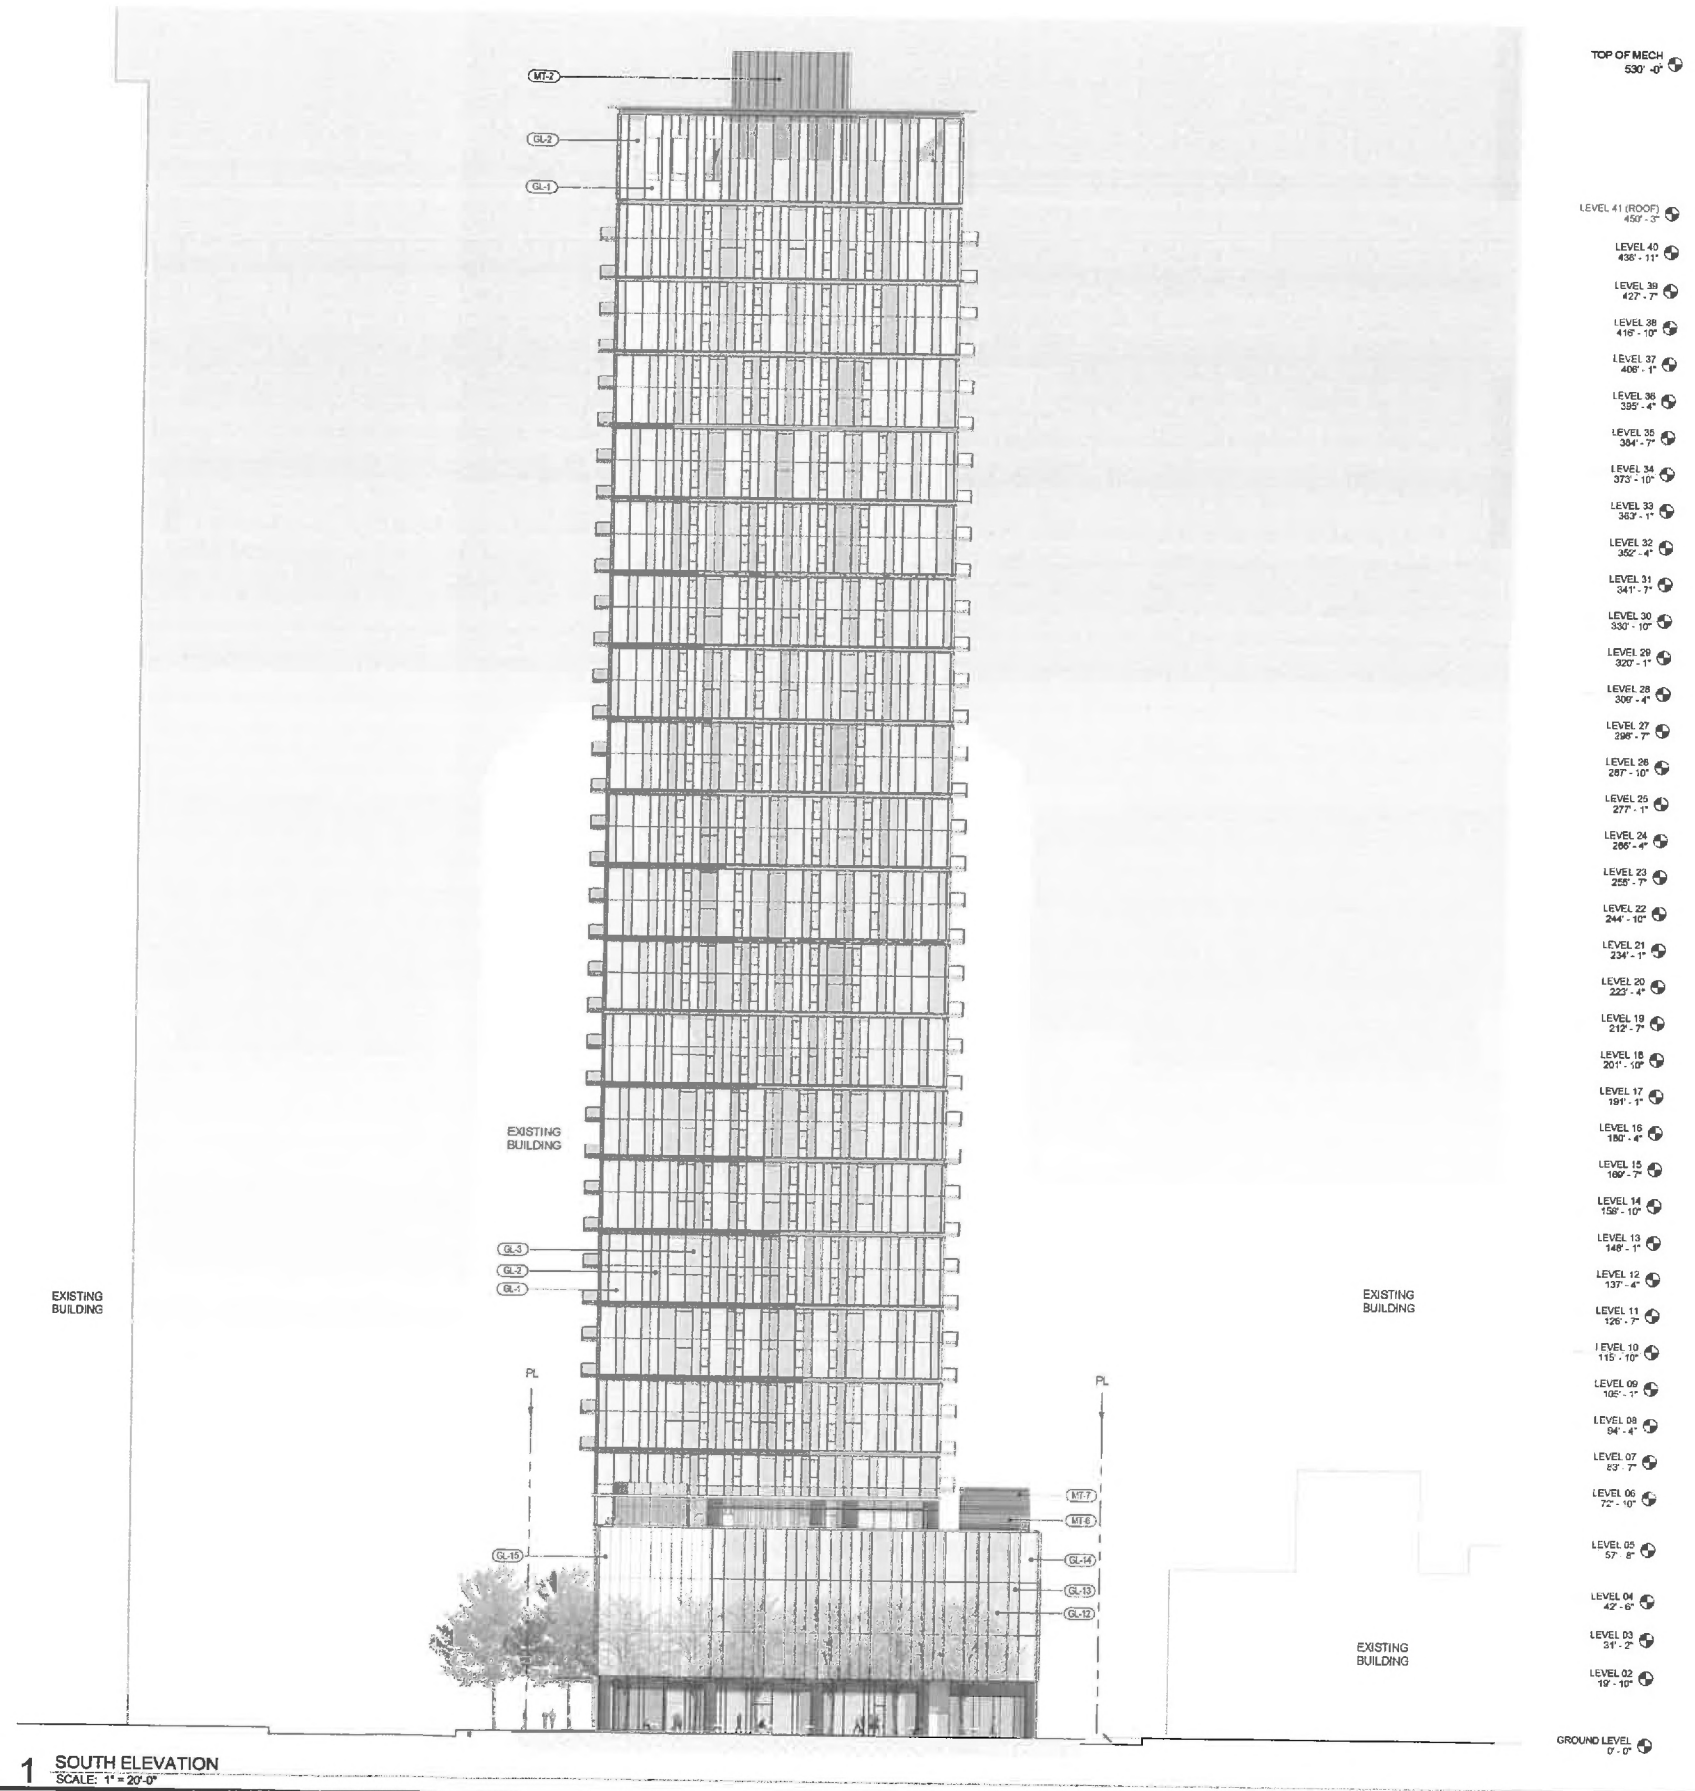 TOP OF MECH
530' -0"
MT-2
GL-2
GL-1
LEVEL 41 (ROOF)
450' - 3"
LEVEL 40
438' - 11"
LEVEL 39
427' - 7"
LEVEL 38
416' - 10"
LEVEL 37
406' - 1"
LEVEL 36
395' - 4"
LEVEL 35
384' - 7"
LEVEL 34
373' - 10"
LEVEL 33
363' - 1"
LEVEL 32
352' - 4"
LEVEL 31
341' - 7"
LEVEL 30
330' - 10"
LEVEL 29
320' - 1"
LEVEL 28
309' - 4"
LEVEL 27
298' - 7"
LEVEL 26
287' - 10"
LEVEL 25
277' - 1"
LEVEL 24
266' - 4"
LEVEL 23
255' - 7"
LEVEL 22
244' - 10"
LEVEL 21
234' - 1"
LEVEL 20
223' - 4"
LEVEL 19
212' - 7"
LEVEL 18
201' - 10"
LEVEL 17
191' - 1"
EXISTING
BUILDING
LEVEL 16
180' - 4"
LEVEL 15
169' - 7"
LEVEL 14
158' - 10"
LEVEL 13
148' - 1"
GL-3
GL-2
GL-1
LEVEL 12
137' - 4"
EXISTING
BUILDING
EXISTING
BUILDING
LEVEL 11
126' - 7"
LEVEL 10
115' - 10"
PL
PL
LEVEL 09
105' - 1"
LEVEL 08
94' - 4"
LEVEL 07
83' - 7"
LEVEL 06
72' - 10"
MT-7
MT-6
LEVEL 05
57' - 8"
GL-15
GL-14
GL-13
GL-12
LEVEL 04
42' - 6"
LEVEL 03
31' - 2"
EXISTING
BUILDING
LEVEL 02
19' - 10"
GROUND LEVEL
0' - 0"
1 SOUTH ELEVATION
SCALE: 1" = 20'-0"